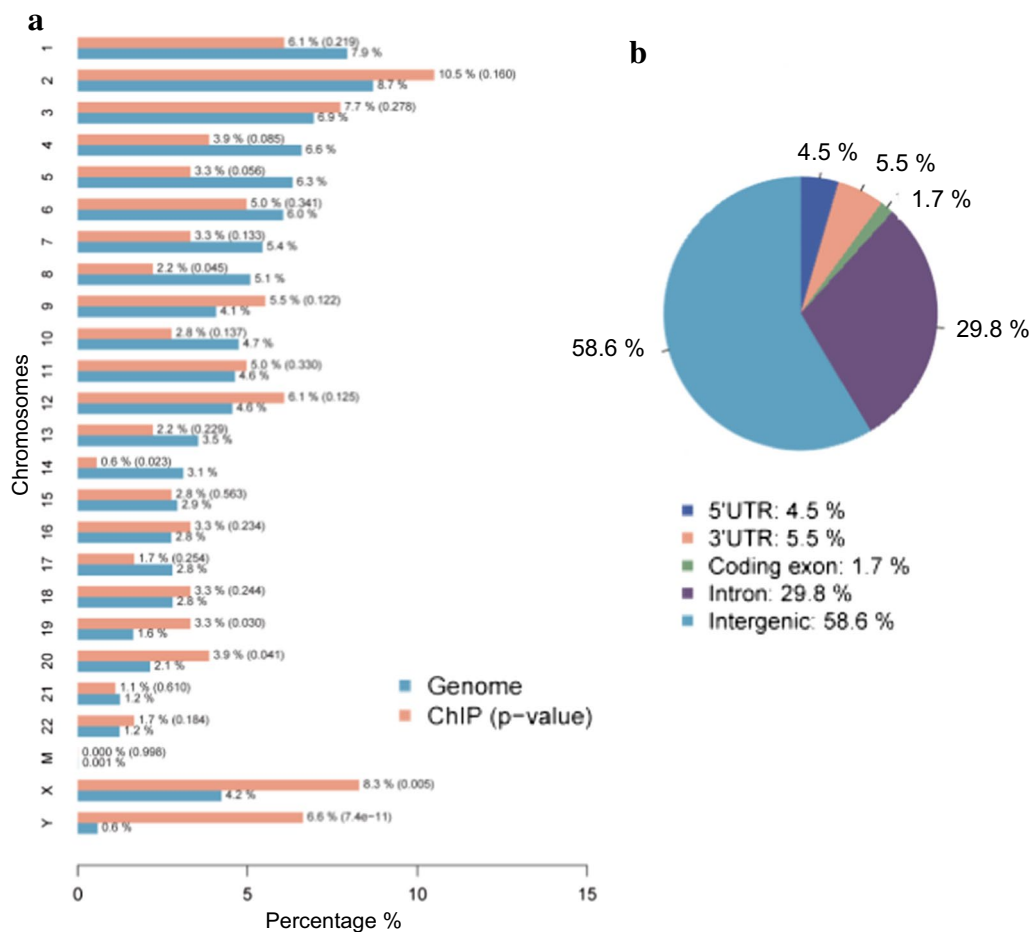 a
1
6.1 % (0.219)
7.9 %
2
10.5 % (0.160)
8.7 %
3
7.7 % (0.278)
6.9 %
4
3.9 % (0.085)
6.6 %
5
3.3 % (0.056)
6.3 %
6
5.0 % (0.341)
6.0 %
7
3.3 % (0.133)
5.4 %
8
2.2 % (0.045)
5.1 %
9
5.5 % (0.122)
4.1 %
10
2.8 % (0.137)
4.7 %
11
5.0 % (0.330)
4.6 %
12
6.1 % (0.125)
4.6 %
13
2.2 % (0.229)
3.5 %
14
0.6 % (0.023)
3.1 %
15
2.8 % (0.563)
2.9 %
16
3.3 % (0.234)
2.8 %
17
1.7 % (0.254)
2.8 %
18
3.3 % (0.244)
2.8 %
19
3.3 % (0.030)
1.6 %
20
3.9 % (0.041)
2.1 %
21
1.1 % (0.610)
1.2 %
22
1.7 % (0.184)
1.2 %
M
0.000 % (0.998)
0.001 %
X
8.3 % (0.005)
4.2 %
Y
6.6 % (7.4e−11)
0.6 %
Chromosomes
Genome
ChIP (p−value)
0 5 10 15
Percentage %
b
4.5 %
5.5 %
1.7 %
29.8 %
58.6 %
5'UTR: 4.5 %
3'UTR: 5.5 %
Coding exon: 1.7 %
Intron: 29.8 %
Intergenic: 58.6 %